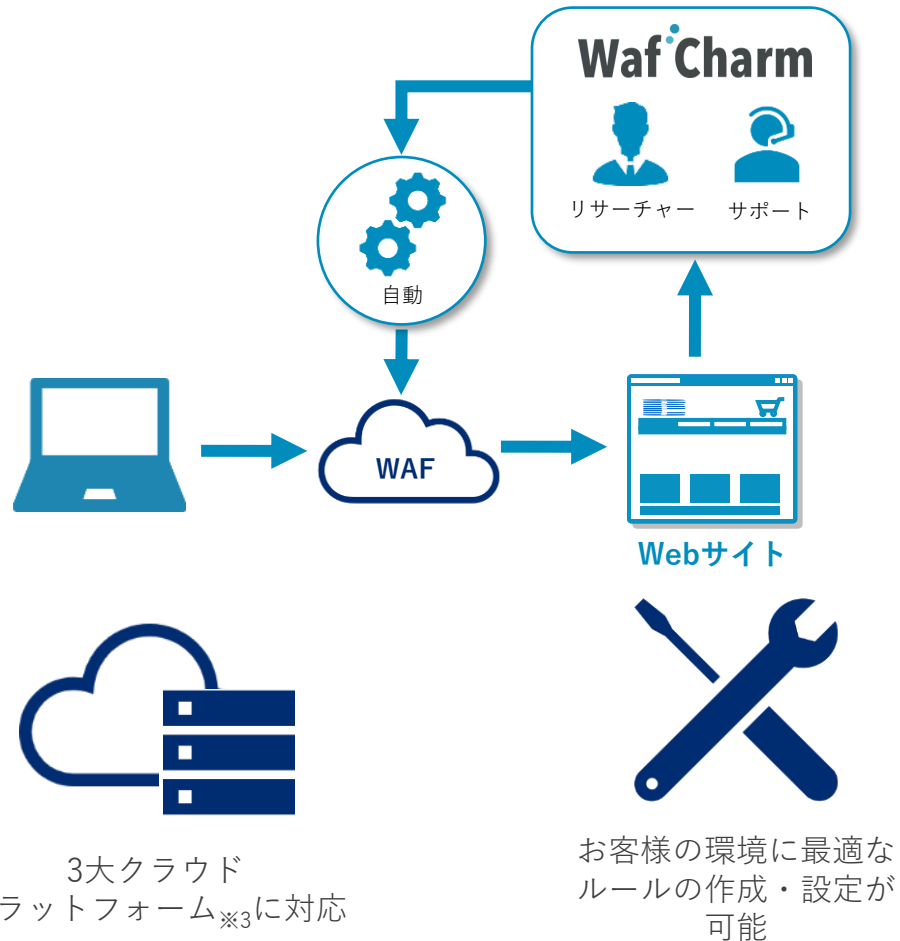 Waf Charm
リサーチャー
サポート
自動
WAF
Webサイト
3大クラウド
ラットフォーム※3に対応
お客様の環境に最適な
ルールの作成・設定が
可能